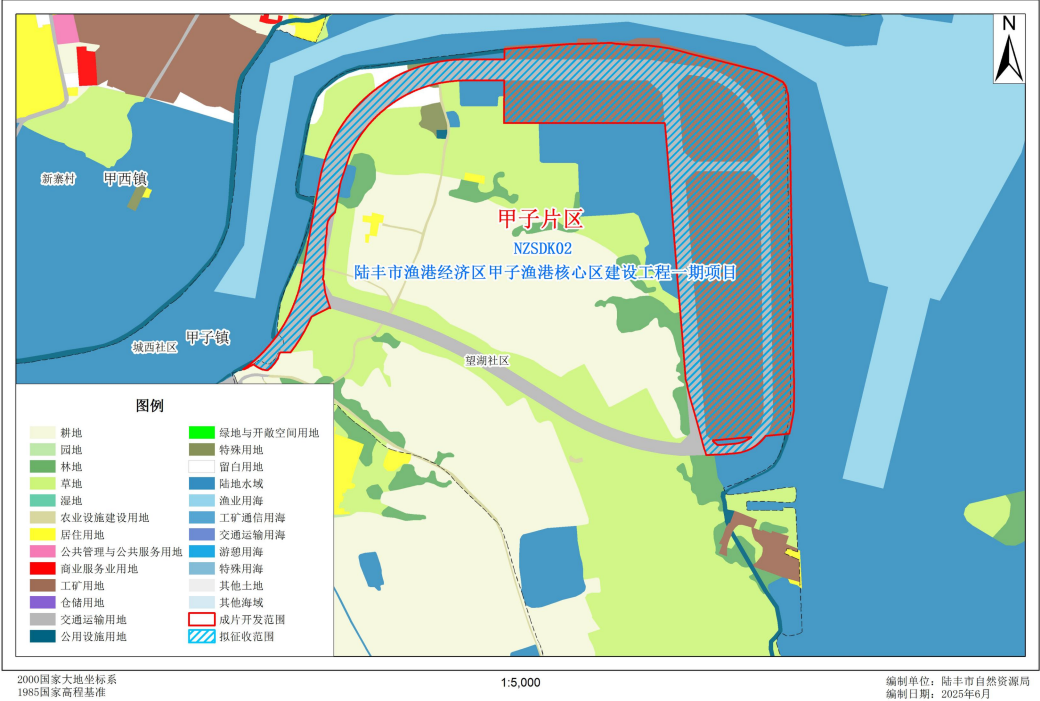 N
新寨村
甲西镇
甲子片区
NZSDK02
陆丰市渔港经济区甲子渔港核心区建设工程一期项目
城西社区
甲子镇
望湖社区
图例
耕地
园地
林地
草地
湿地
农业设施建设用地
居住用地
公共管理与公共服务用地
商业服务业用地
工矿用地
仓储用地
交通运输用地
公用设施用地
绿地与开敞空间用地
特殊用地
留白用地
陆地水域
渔业用海
工矿通信用海
交通运输用海
游憩用海
特殊用海
其他土地
其他海域
成片开发范围
拟征收范围
2000国家大地坐标系
1985国家高程基准
1:5,000
编制单位：陆丰市自然资源局
编制日期：2025年6月